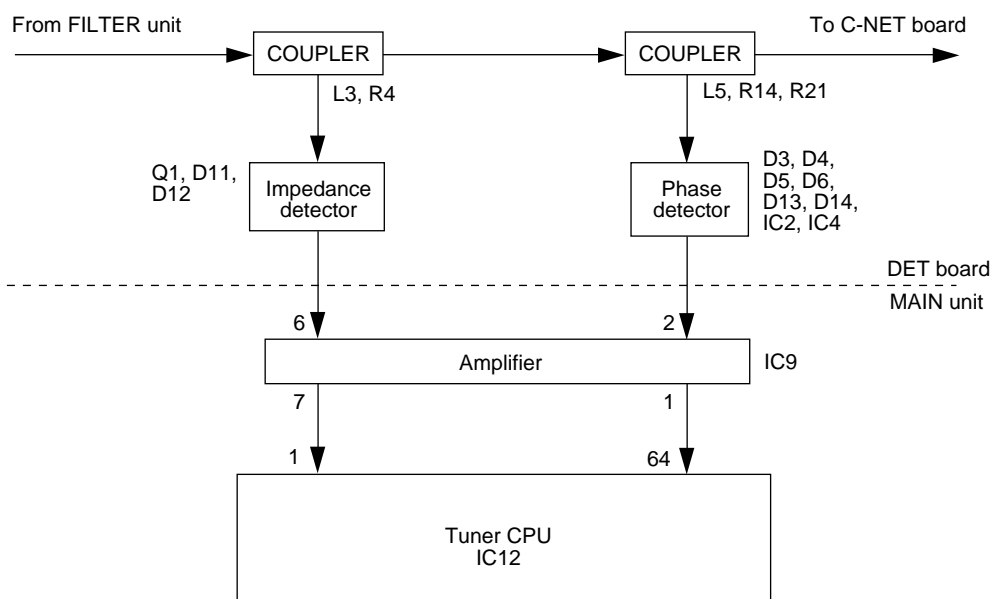 From FILTER unit
To C-NET board
COUPLER
COUPLER
L3, R4
L5, R14, R21
Q1, D11,
D12
Impedance
detector
Phase
detector
D3, D4,
D5, D6,
D13, D14,
IC2, IC4
DET board
MAIN unit
6
2
Amplifier
IC9
7
1
1
64
Tuner CPU
IC12